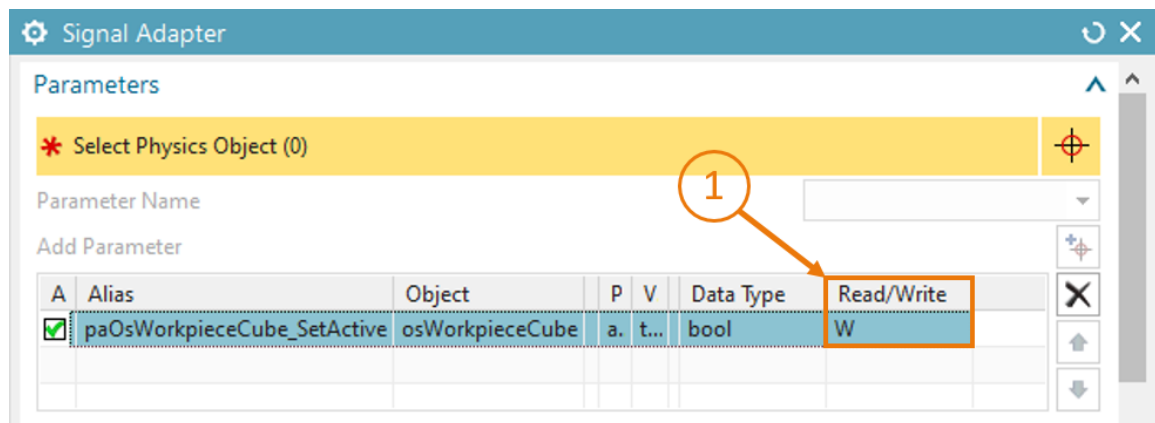 Signal Adapter
Parameters
* Select Physics Object (0)
1
Parameter Name
Add Parameter
A Alias Object P V Data Type Read/Write
paOsWorkpieceCube_SetActive osWorkpieceCube a. t... bool W